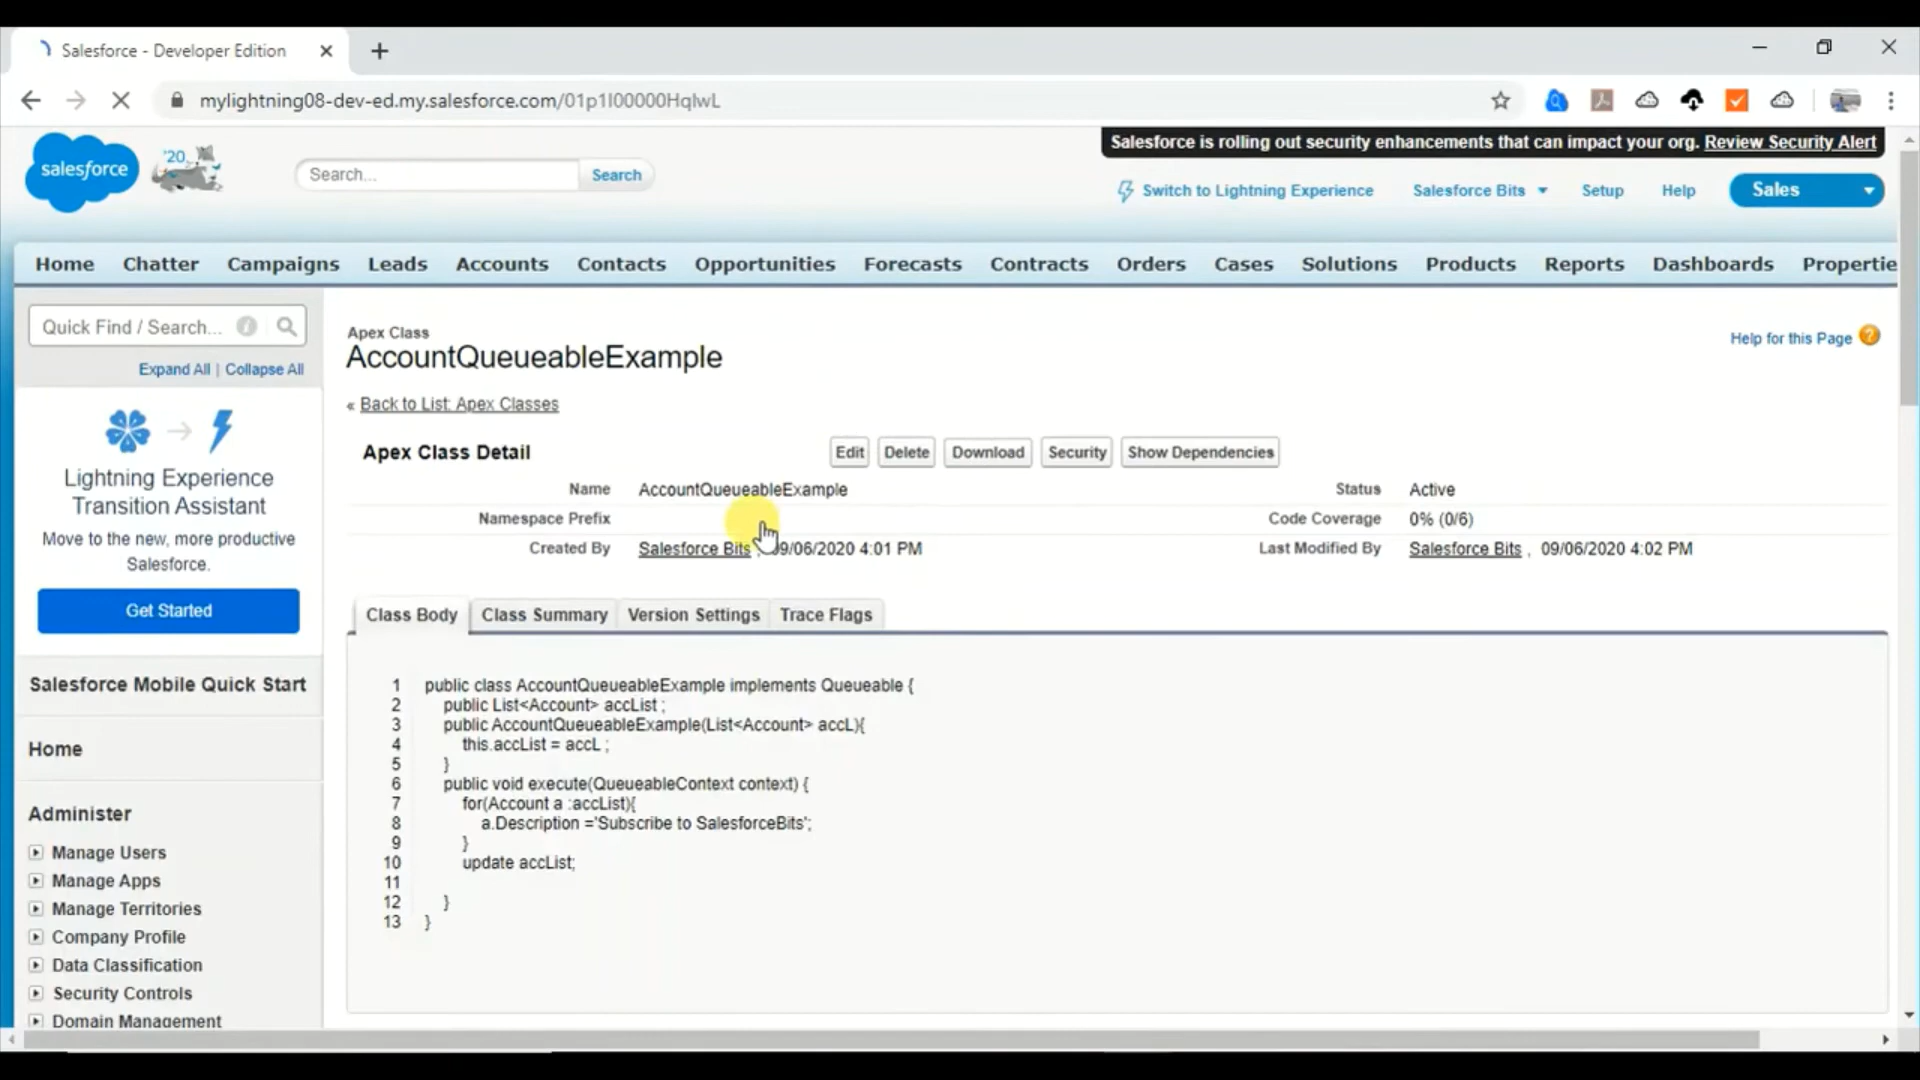 Salesforce - Developer Edition
mylightning08-dev-ed.my.salesforce.com/01p1I00000HqlwL
Salesforce is rolling out security enhancements that can impact your org. Review Security Alert
salesforce
'20
Search...
Search
Switch to Lightning Experience
Salesforce Bits
Setup
Help
Sales
Home Chatter Campaigns Leads Accounts Contacts Opportunities Forecasts Contracts Orders Cases Solutions Products Reports Dashboards Propertie
Quick Find / Search...
Expand All | Collapse All
Lightning Experience
Transition Assistant
Move to the new, more productive
Salesforce.
Get Started
Salesforce Mobile Quick Start
Home
Administer
Manage Users
Manage Apps
Manage Territories
Company Profile
Data Classification
Security Controls
Domain Management
Apex Class
AccountQueueableExample
Help for this Page
« Back to List: Apex Classes
Apex Class Detail
Edit Delete Download Security Show Dependencies
Name AccountQueueableExample Status Active
Namespace Prefix Code Coverage 0% (0/6)
Created By Salesforce Bits , 09/06/2020 4:01 PM Last Modified By Salesforce Bits , 09/06/2020 4:02 PM
Class Body Class Summary Version Settings Trace Flags
1 public class AccountQueueableExample implements Queueable {
2 public List<Account> accList ;
3 public AccountQueueableExample(List<Account> accL){
4 this.accList = accL ;
5 }
6 public void execute(QueueableContext context) {
7 for(Account a :accList){
8 a.Description ='Subscribe to SalesforceBits';
9 }
10 update accList;
11
12 }
13 }